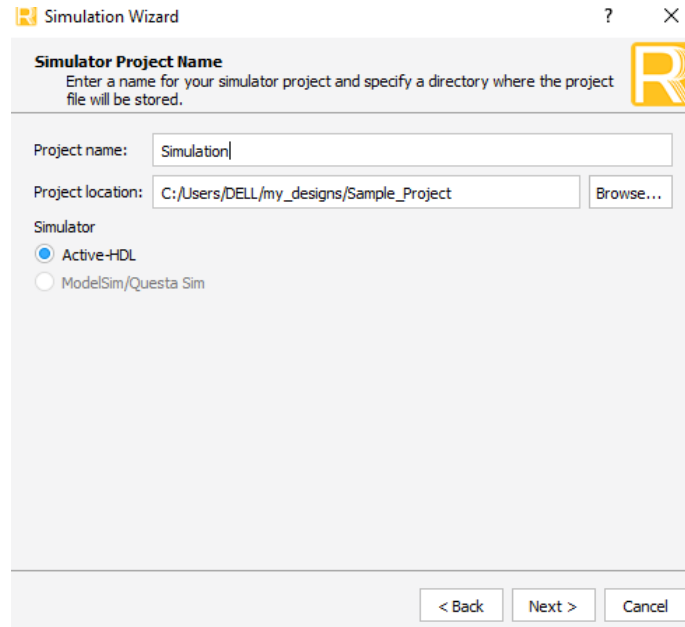 Simulation Wizard ?
Simulator Project Name
Enter a name for your simulator project and specify a directory where the project
file will be stored.
Project name: Simulation
Project location: C:/Users/DELL/my_designs/Sample_Project Browse...
Simulator
Active-HDL
ModelSim/Questa Sim
< Back Next > Cancel